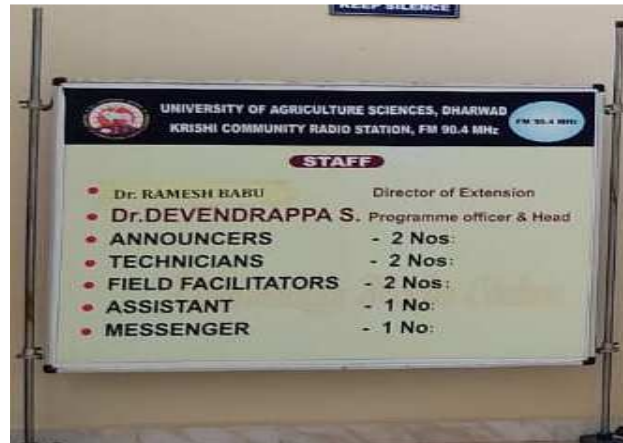 KEEP SILENCE
UNIVERSITY OF AGRICULTURE SCIENCES, DHARWAD
KRISHI COMMUNITY RADIO STATION, FM 90.4 MHz
FM 90.4 MHz
STAFF
• Dr. RAMESH BABU Director of Extension
• Dr.DEVENDRAPPA S. Programme officer & Head
• ANNOUNCERS - 2 Nos:
• TECHNICIANS - 2 Nos:
• FIELD FACILITATORS - 2 Nos:
• ASSISTANT - 1 No:
• MESSENGER - 1 No: